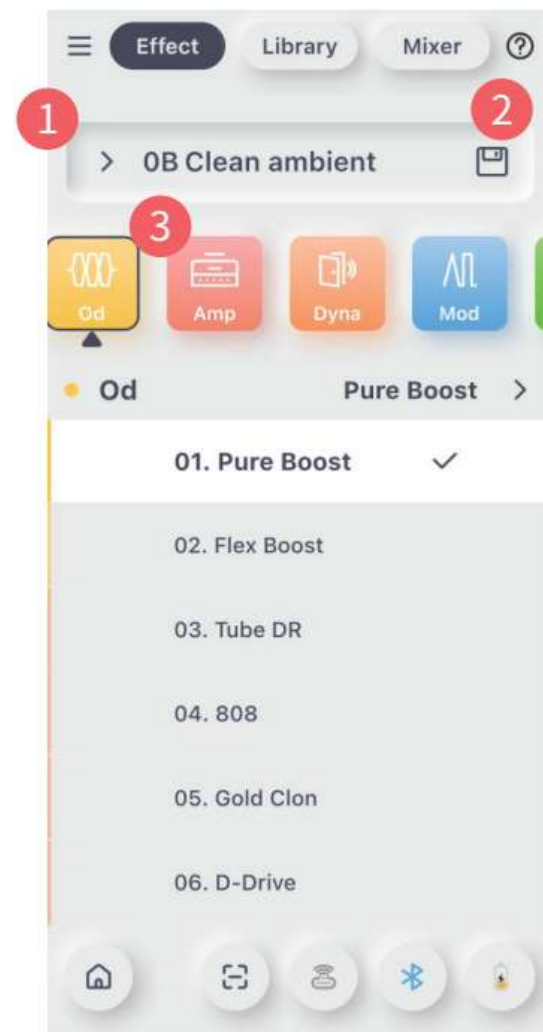 Effect Library Mixer
1
2
0B Clean ambient
3
Od Amp Dyna Mod
Od Pure Boost
01. Pure Boost
02. Flex Boost
03. Tube DR
04. 808
05. Gold Clon
06. D-Drive